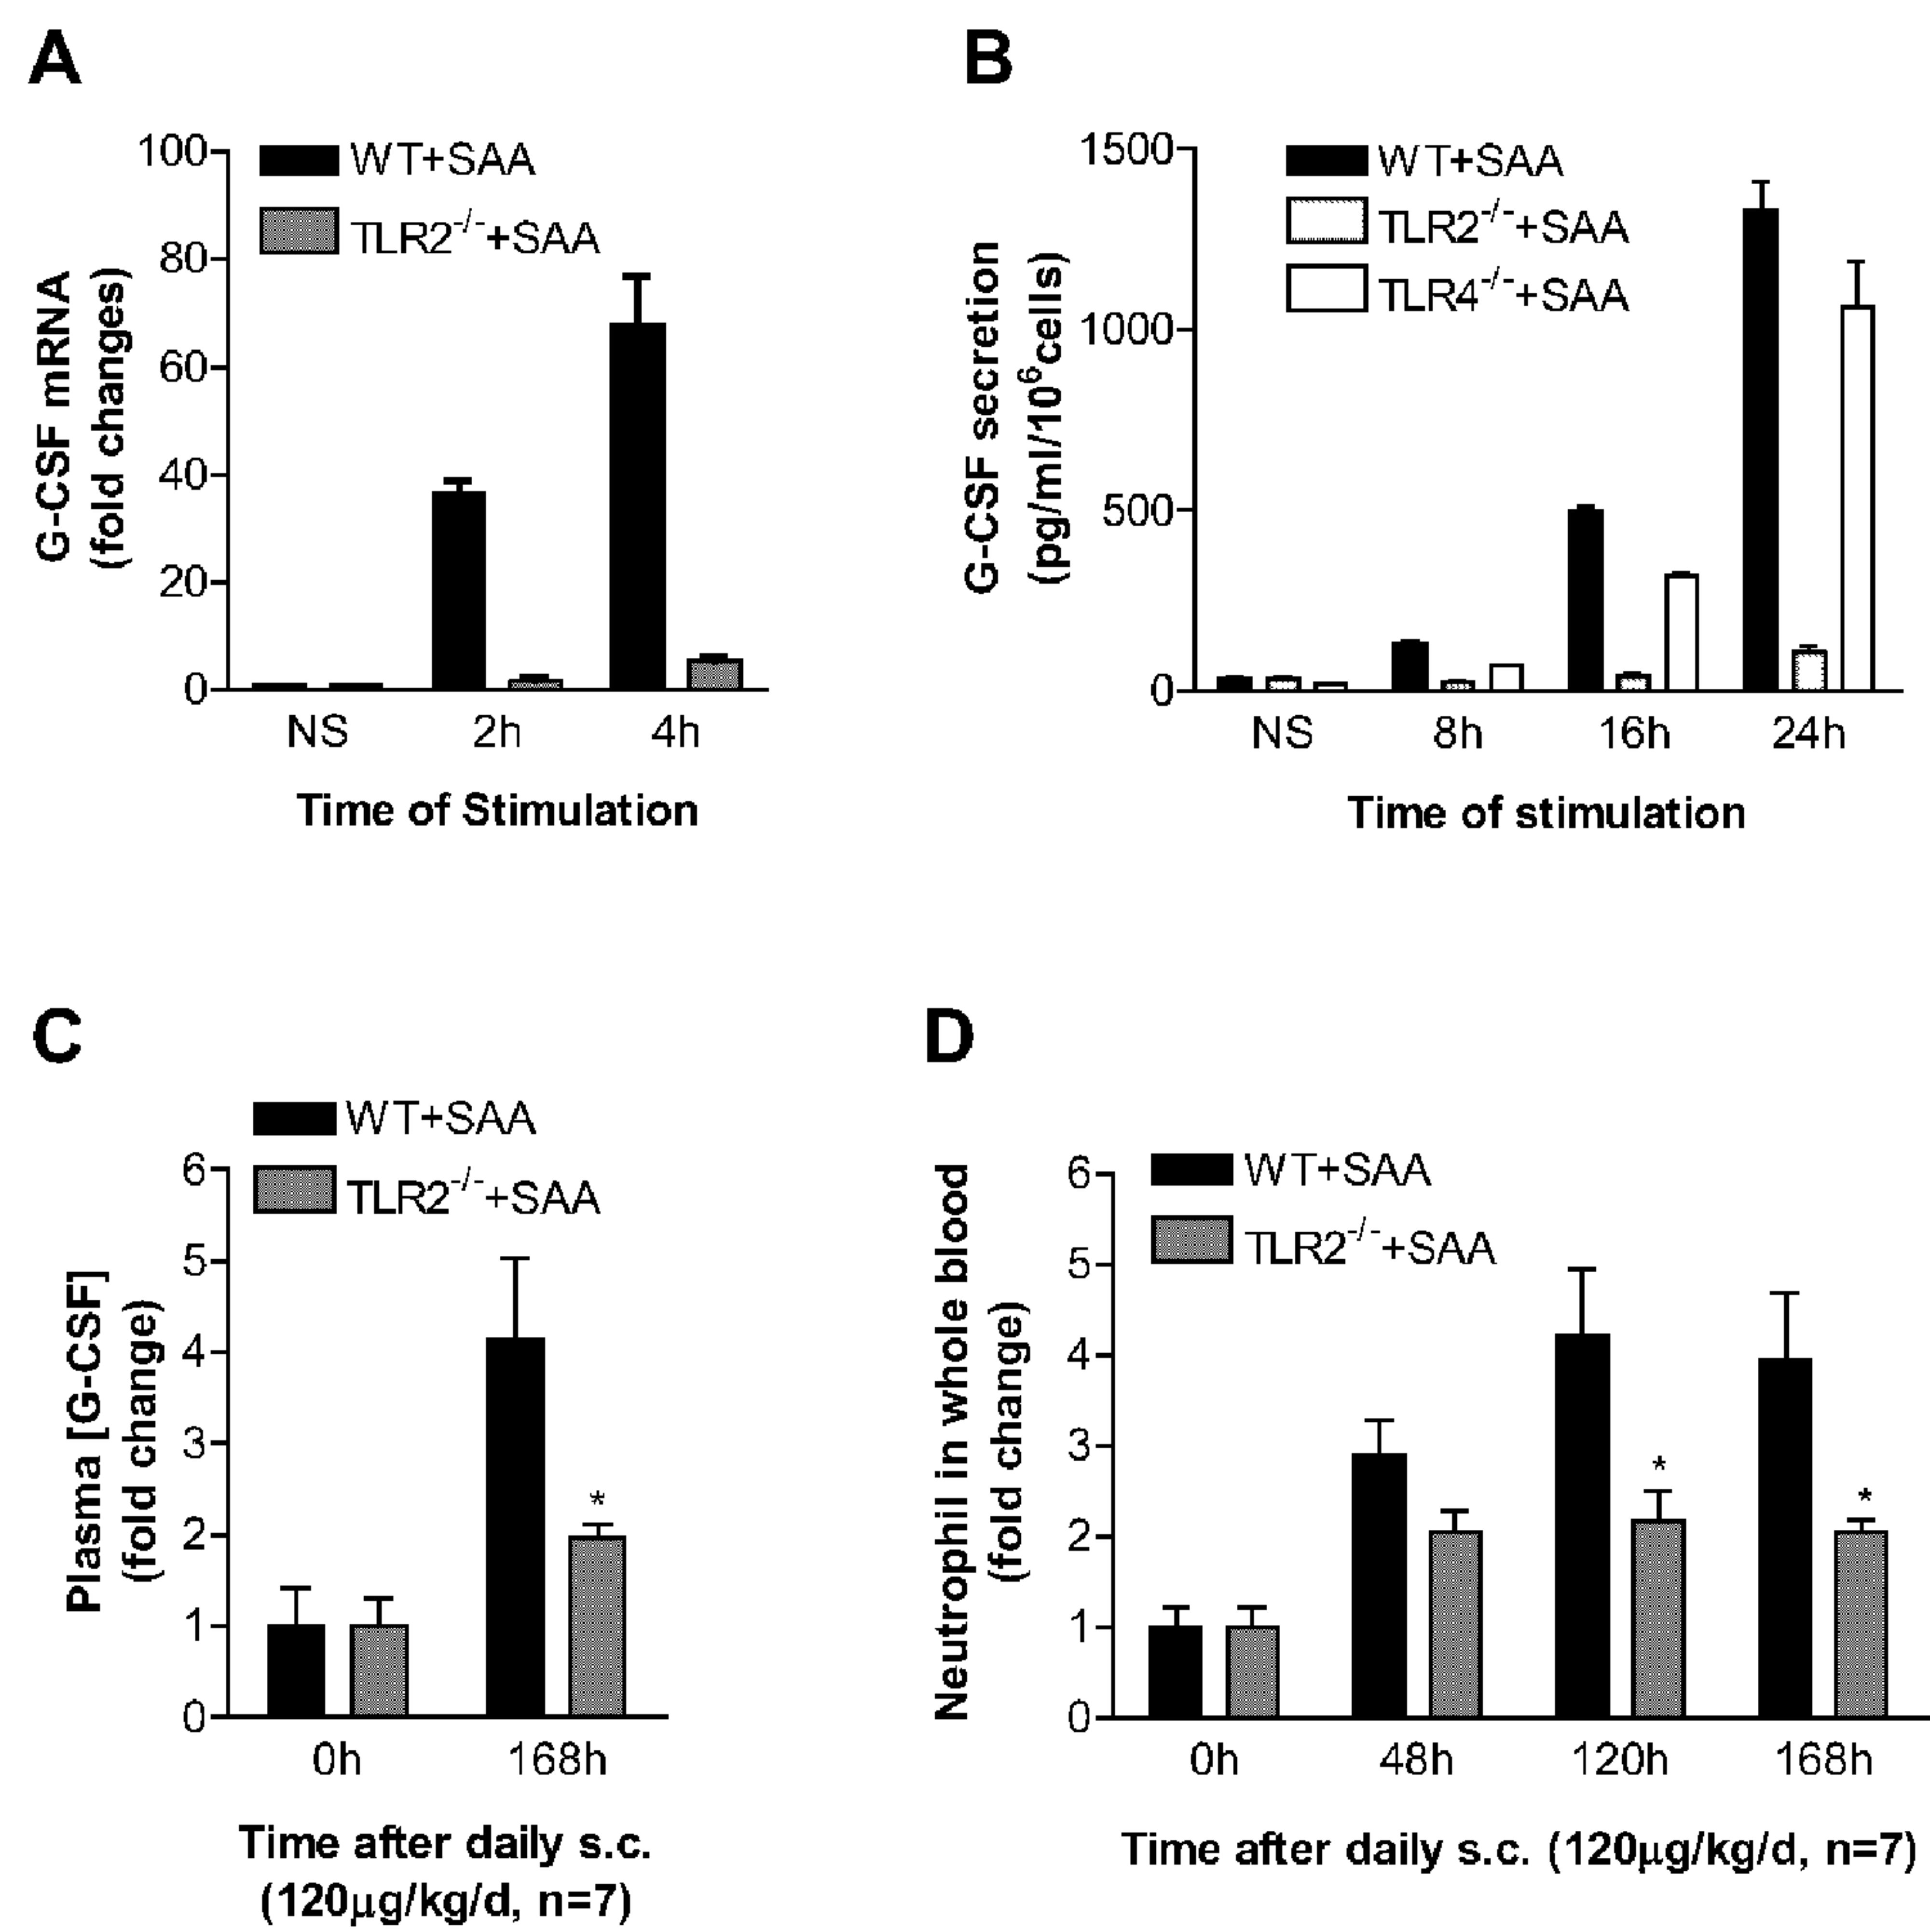 A
G-CSF mRNA
(fold changes)
100
80
60
40
20
0
WT+SAA
TLR2-/-+SAA
NS 2h 4h
Time of Stimulation
B
G-CSF secretion
(pg/ml/10⁶cells)
1500
1000
500
0
WT+SAA
TLR2-/-+SAA
TLR4-/-+SAA
NS 8h 16h 24h
Time of stimulation
C
WT+SAA
TLR2-/-+SAA
Plasma [G-CSF]
(fold change)
6
5
4
3
2
1
0
*
0h 168h
Time after daily s.c.
(120µg/kg/d, n=7)
D
WT+SAA
TLR2-/-+SAA
Neutrophil in whole blood
(fold change)
6
5
4
3
2
1
0
* *
0h 48h 120h 168h
Time after daily s.c. (120µg/kg/d, n=7)